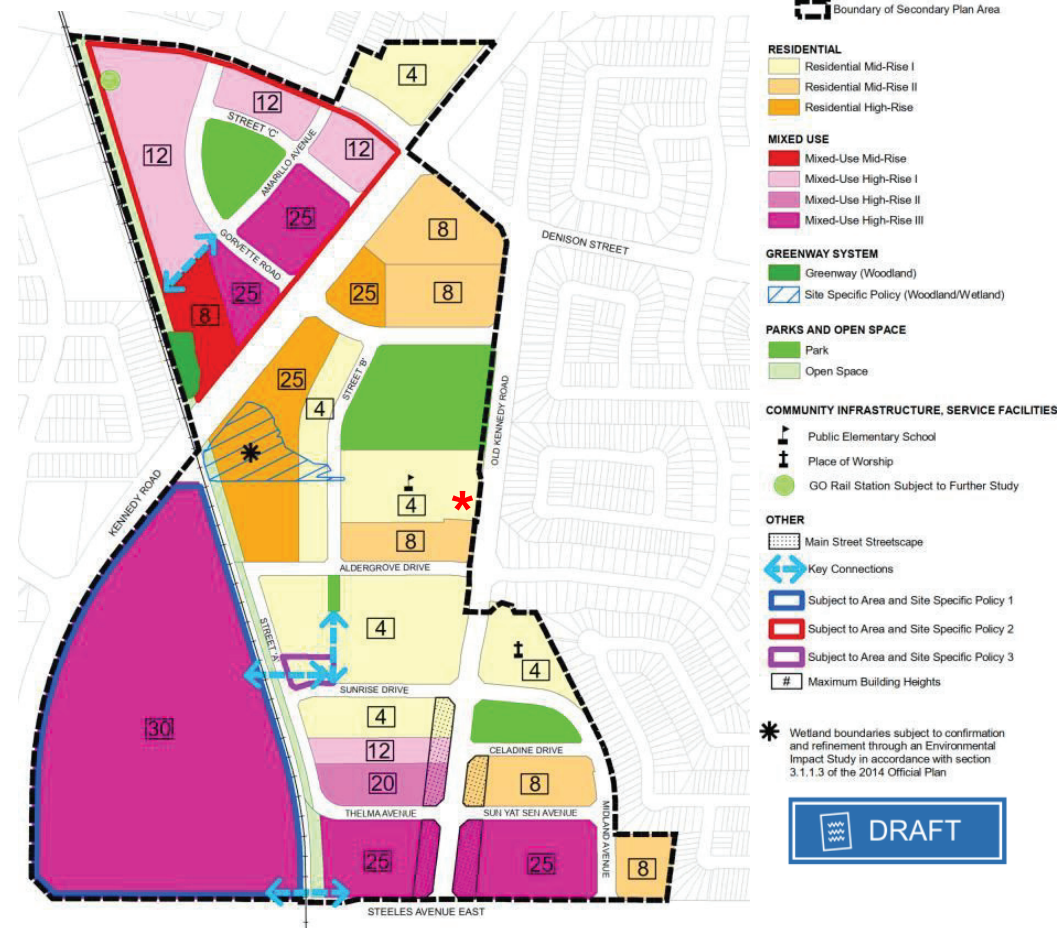 4
12
STREET 'C'
AMARILLO AVENUE
12
12
25
GORVETTE ROAD
25
8
8
DENISON STREET
25
8
25
STREET 'B'
4
OLD KENNEDY ROAD
KENNEDY ROAD
4
*
8
ALDERGROVE DRIVE
STREET 'A'
4
4
SUNRISE DRIVE
4
30
12
CELADINE DRIVE
20
8
THELMA AVENUE
SUN YAT SEN AVENUE
MIDLAND AVENUE
25
25
8
STEELES AVENUE EAST
Boundary of Secondary Plan Area
RESIDENTIAL
Residential Mid-Rise I
Residential Mid-Rise II
Residential High-Rise
MIXED USE
Mixed-Use Mid-Rise
Mixed-Use High-Rise I
Mixed-Use High-Rise II
Mixed-Use High-Rise III
GREENWAY SYSTEM
Greenway (Woodland)
Site Specific Policy (Woodland/Wetland)
PARKS AND OPEN SPACE
Park
Open Space
COMMUNITY INFRASTRUCTURE, SERVICE FACILITIES
Public Elementary School
Place of Worship
GO Rail Station Subject to Further Study
OTHER
Main Street Streetscape
Key Connections
Subject to Area and Site Specific Policy 1
Subject to Area and Site Specific Policy 2
Subject to Area and Site Specific Policy 3
# Maximum Building Heights
Wetland boundaries subject to confirmation
and refinement through an Environmental
Impact Study in accordance with section
3.1.1.3 of the 2014 Official Plan
DRAFT